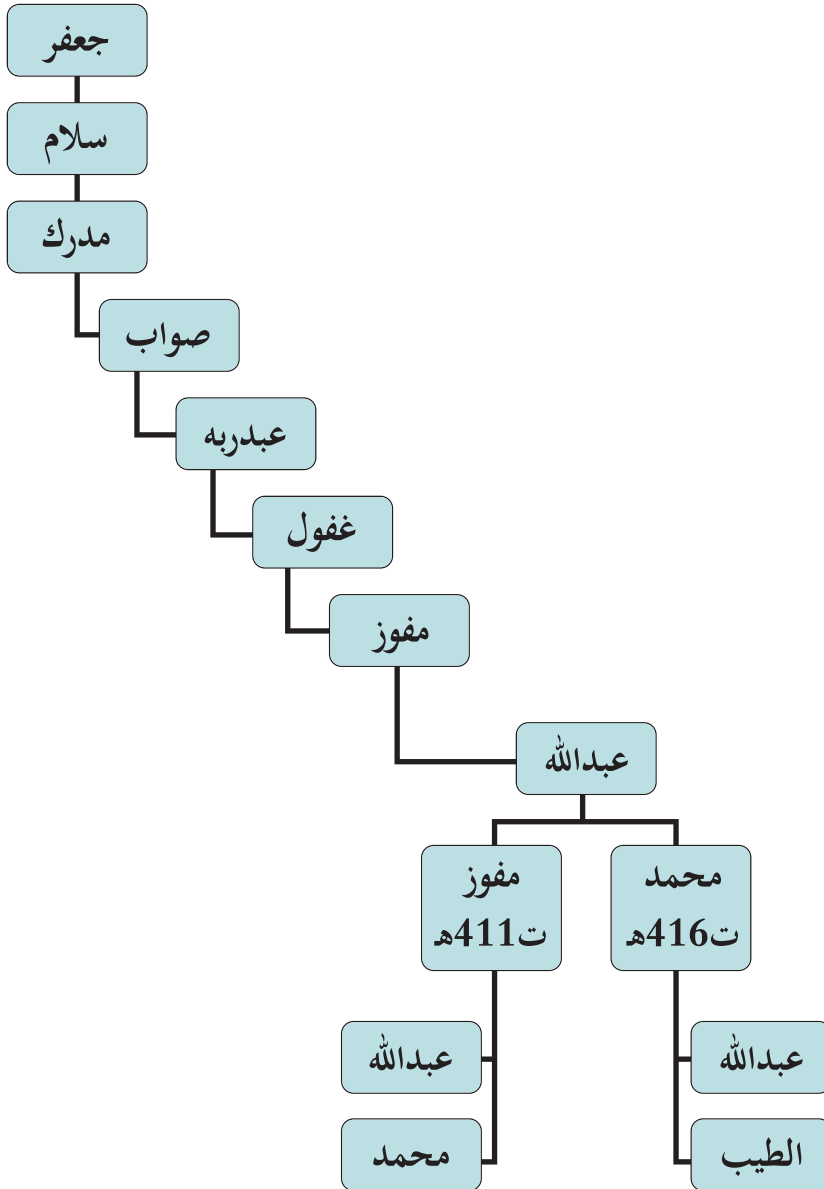 جعفر
سلام
مدرك
صواب
عبدربه
غفول
مفوز
عبدالله
محمد
ت416هـ
مفوز
ت411هـ
عبدالله
عبدالله
الطيب
محمد